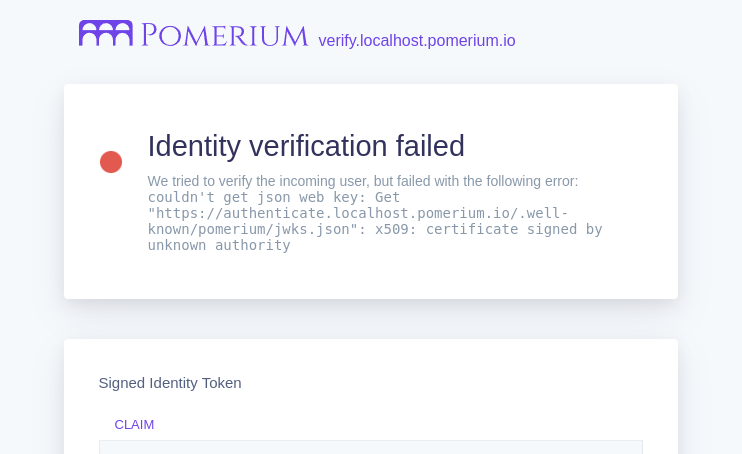 POMERIUM verify.localhost.pomerium.io
Identity verification failed
We tried to verify the incoming user, but failed with the following error:
couldn't get json web key: Get
"https://authenticate.localhost.pomerium.io/.well-
known/pomerium/jwks.json": x509: certificate signed by
unknown authority
Signed Identity Token
CLAIM